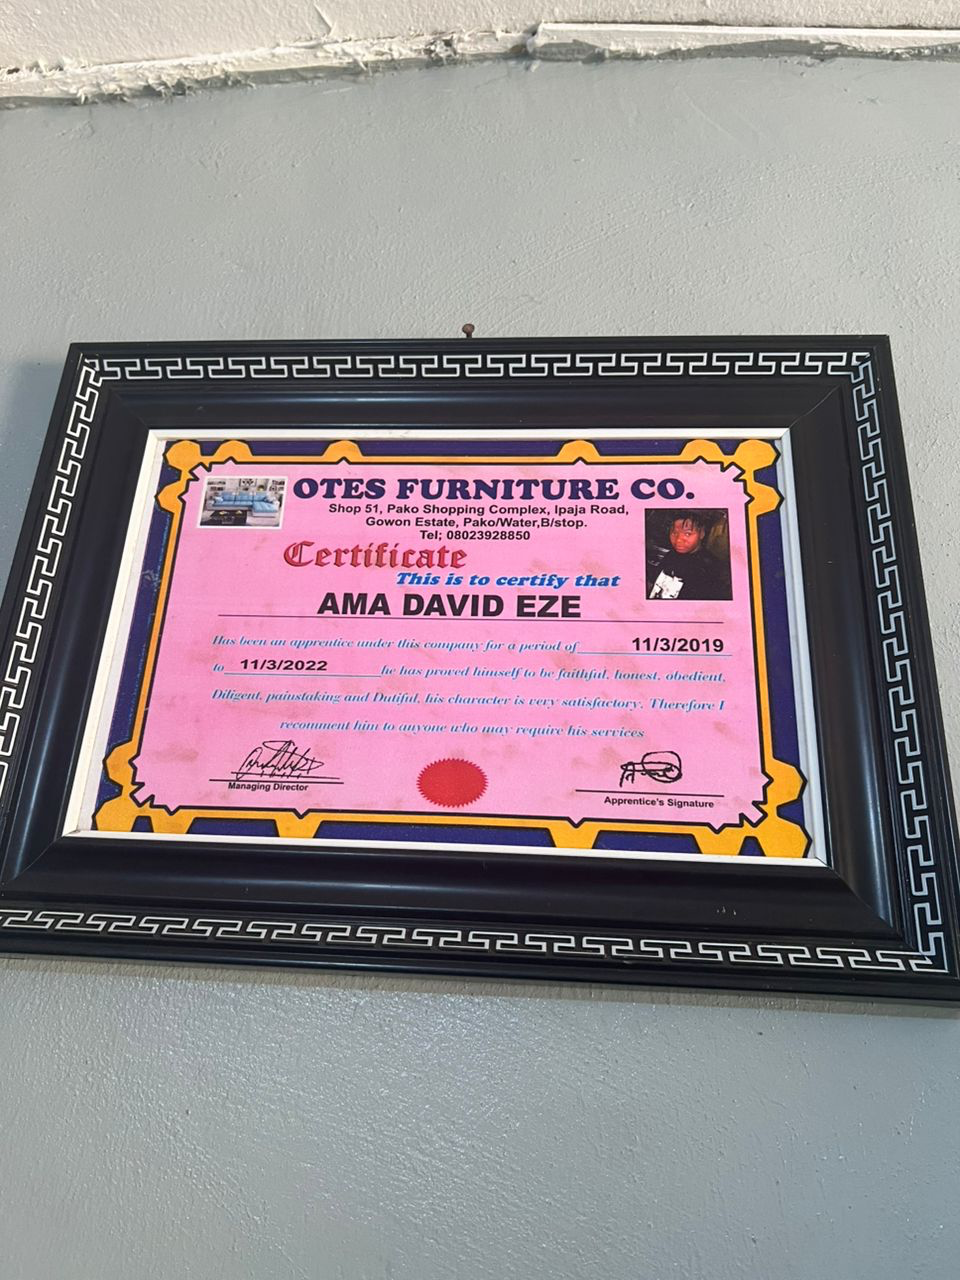 OTES FURNITURE CO.
Shop 51, Pako Shopping Complex, Ipaja Road,
Gowon Estate, Pako/Water,B/stop.
Tel; 08023928850
Certificate
This is to certify that
AMA DAVID EZE
Has been an apprentice under this company for a period of 11/3/2019
to 11/3/2022 he has proved himself to be faithful, honest, obedient,
Diligent, painstaking and Dutiful, his character is very satisfactory. Therefore I
recomment him to anyone who may require his services
Managing Director
Apprentice's Signature